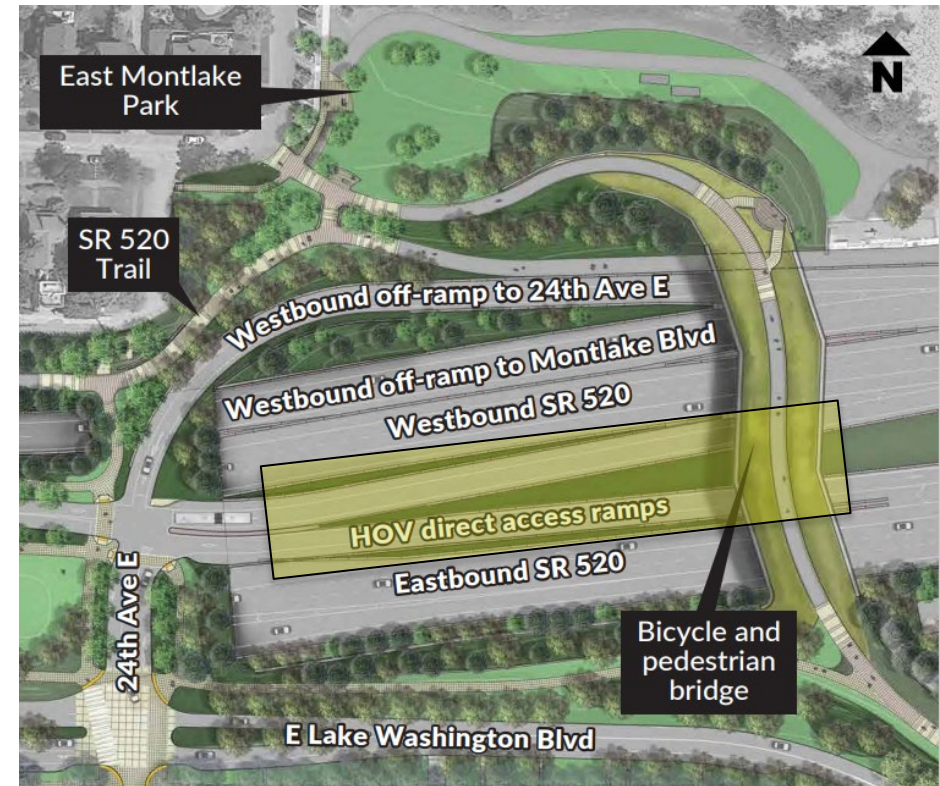 East Montlake
Park
N
SR 520
Trail
Westbound off-ramp to 24th Ave E
Westbound off-ramp to Montlake Blvd
Westbound SR 520
HOV direct access ramps
Eastbound SR 520
24th Ave E
Bicycle and
pedestrian
bridge
E Lake Washington Blvd